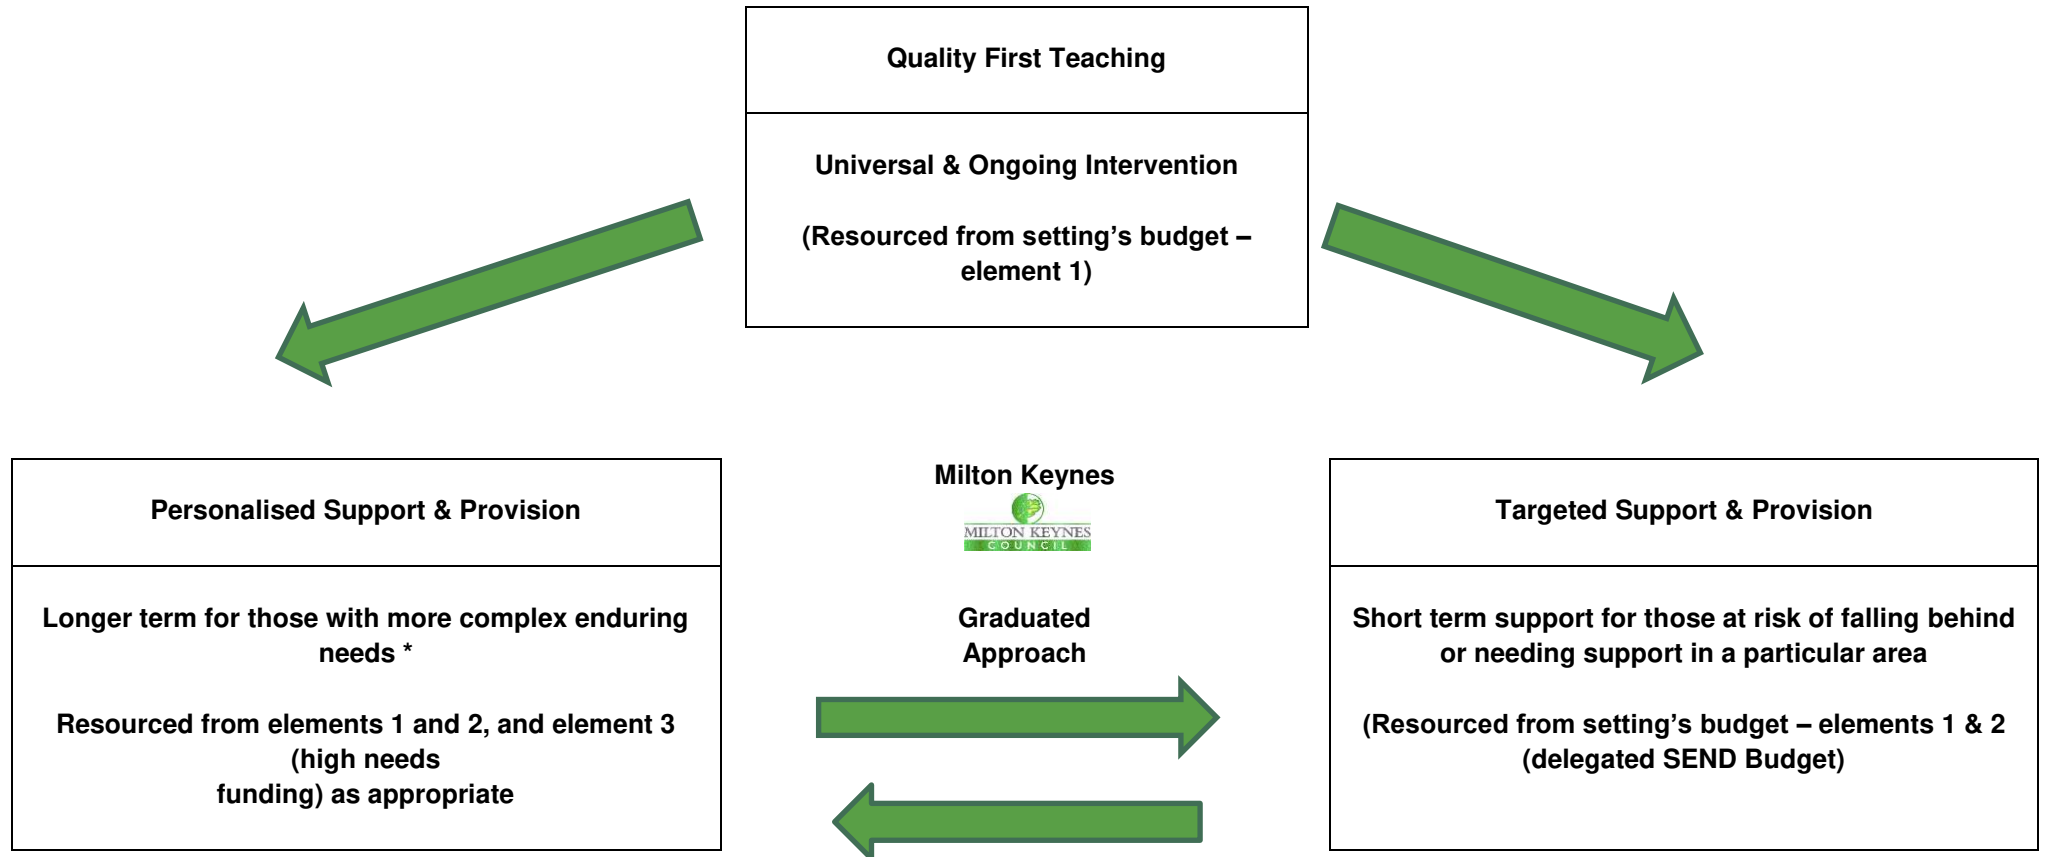 Quality First Teaching
Universal & Ongoing Intervention
(Resourced from setting’s budget –
element 1)
Personalised Support & Provision
Longer term for those with more complex enduring
needs *
Resourced from elements 1 and 2, and element 3
(high needs
funding) as appropriate
Milton Keynes
MILTON KEYNES
COUNCIL
Graduated
Approach
Targeted Support & Provision
Short term support for those at risk of falling behind
or needing support in a particular area
(Resourced from setting’s budget – elements 1 & 2
(delegated SEND Budget)